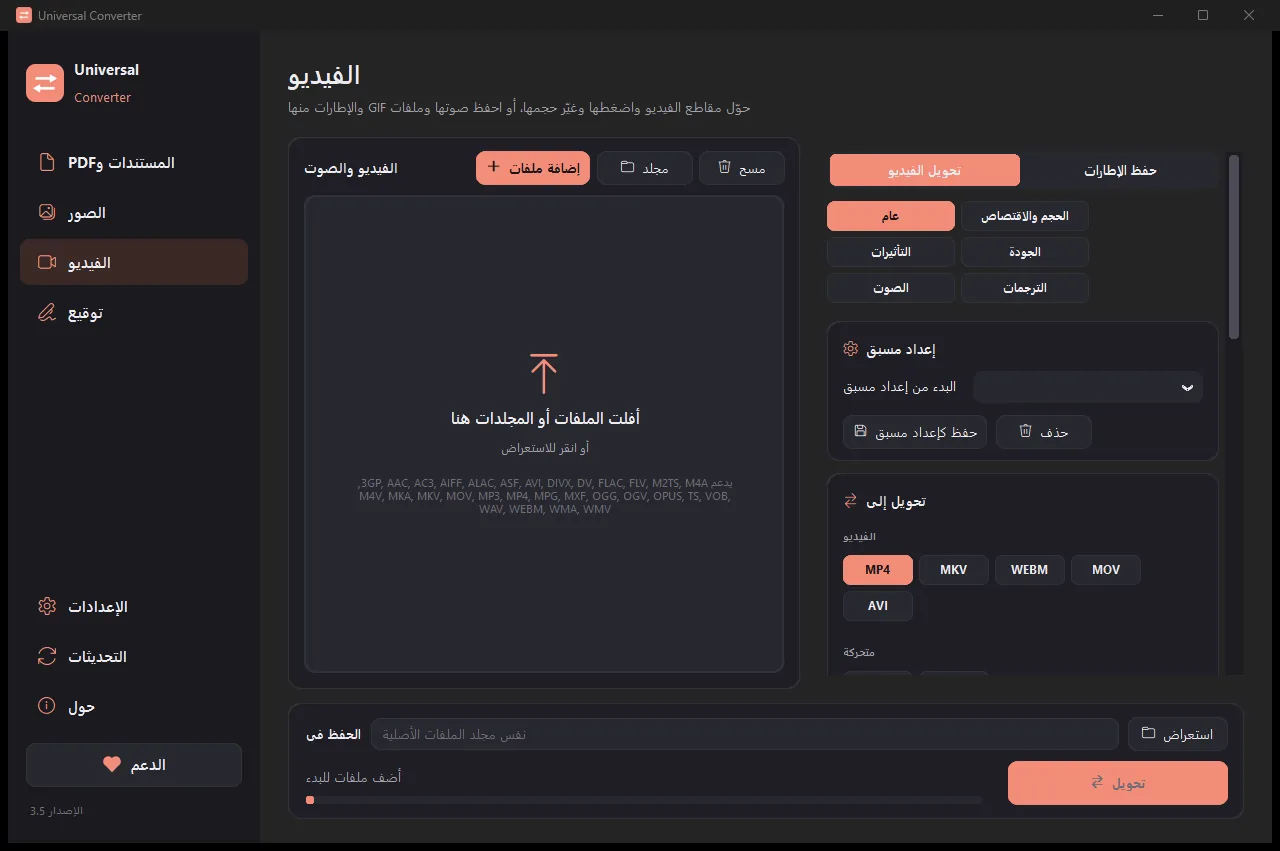 Universal Converter
Universal
Converter
المستندات وPDF
الصور
الفيديو
توقيع
الإعدادات
التحديثات
حول
الدعم
الإصدار 3.5
الفيديو
حوّل مقاطع الفيديو واضغطها وغيّر حجمها، أو احفظ صوتها وملفات GIF والإطارات منها
الفيديو والصوت
إضافة ملفات +
مجلد
مسح
أفلت الملفات أو المجلدات هنا
أو انقر للاستعراض
يدعم 3GP, AAC, AC3, AIFF, ALAC, ASF, AVI, DIVX, DV, FLAC, FLV, M2TS, M4A,
M4V, MKA, MKV, MOV, MP3, MP4, MPG, MXF, OGG, OGV, OPUS, TS, VOB,
WAV, WEBM, WMA, WMV
تحويل الفيديو
حفظ الإطارات
عام
الحجم والاقتصاص
التأثيرات
الجودة
الصوت
الترجمات
إعداد مسبق
البدء من إعداد مسبق
حفظ كإعداد مسبق
حذف
تحويل إلى
الفيديو
MP4
MKV
WEBM
MOV
AVI
متحركة
الحفظ في
نفس مجلد الملفات الأصلية
استعراض
أضف ملفات للبدء
تحويل